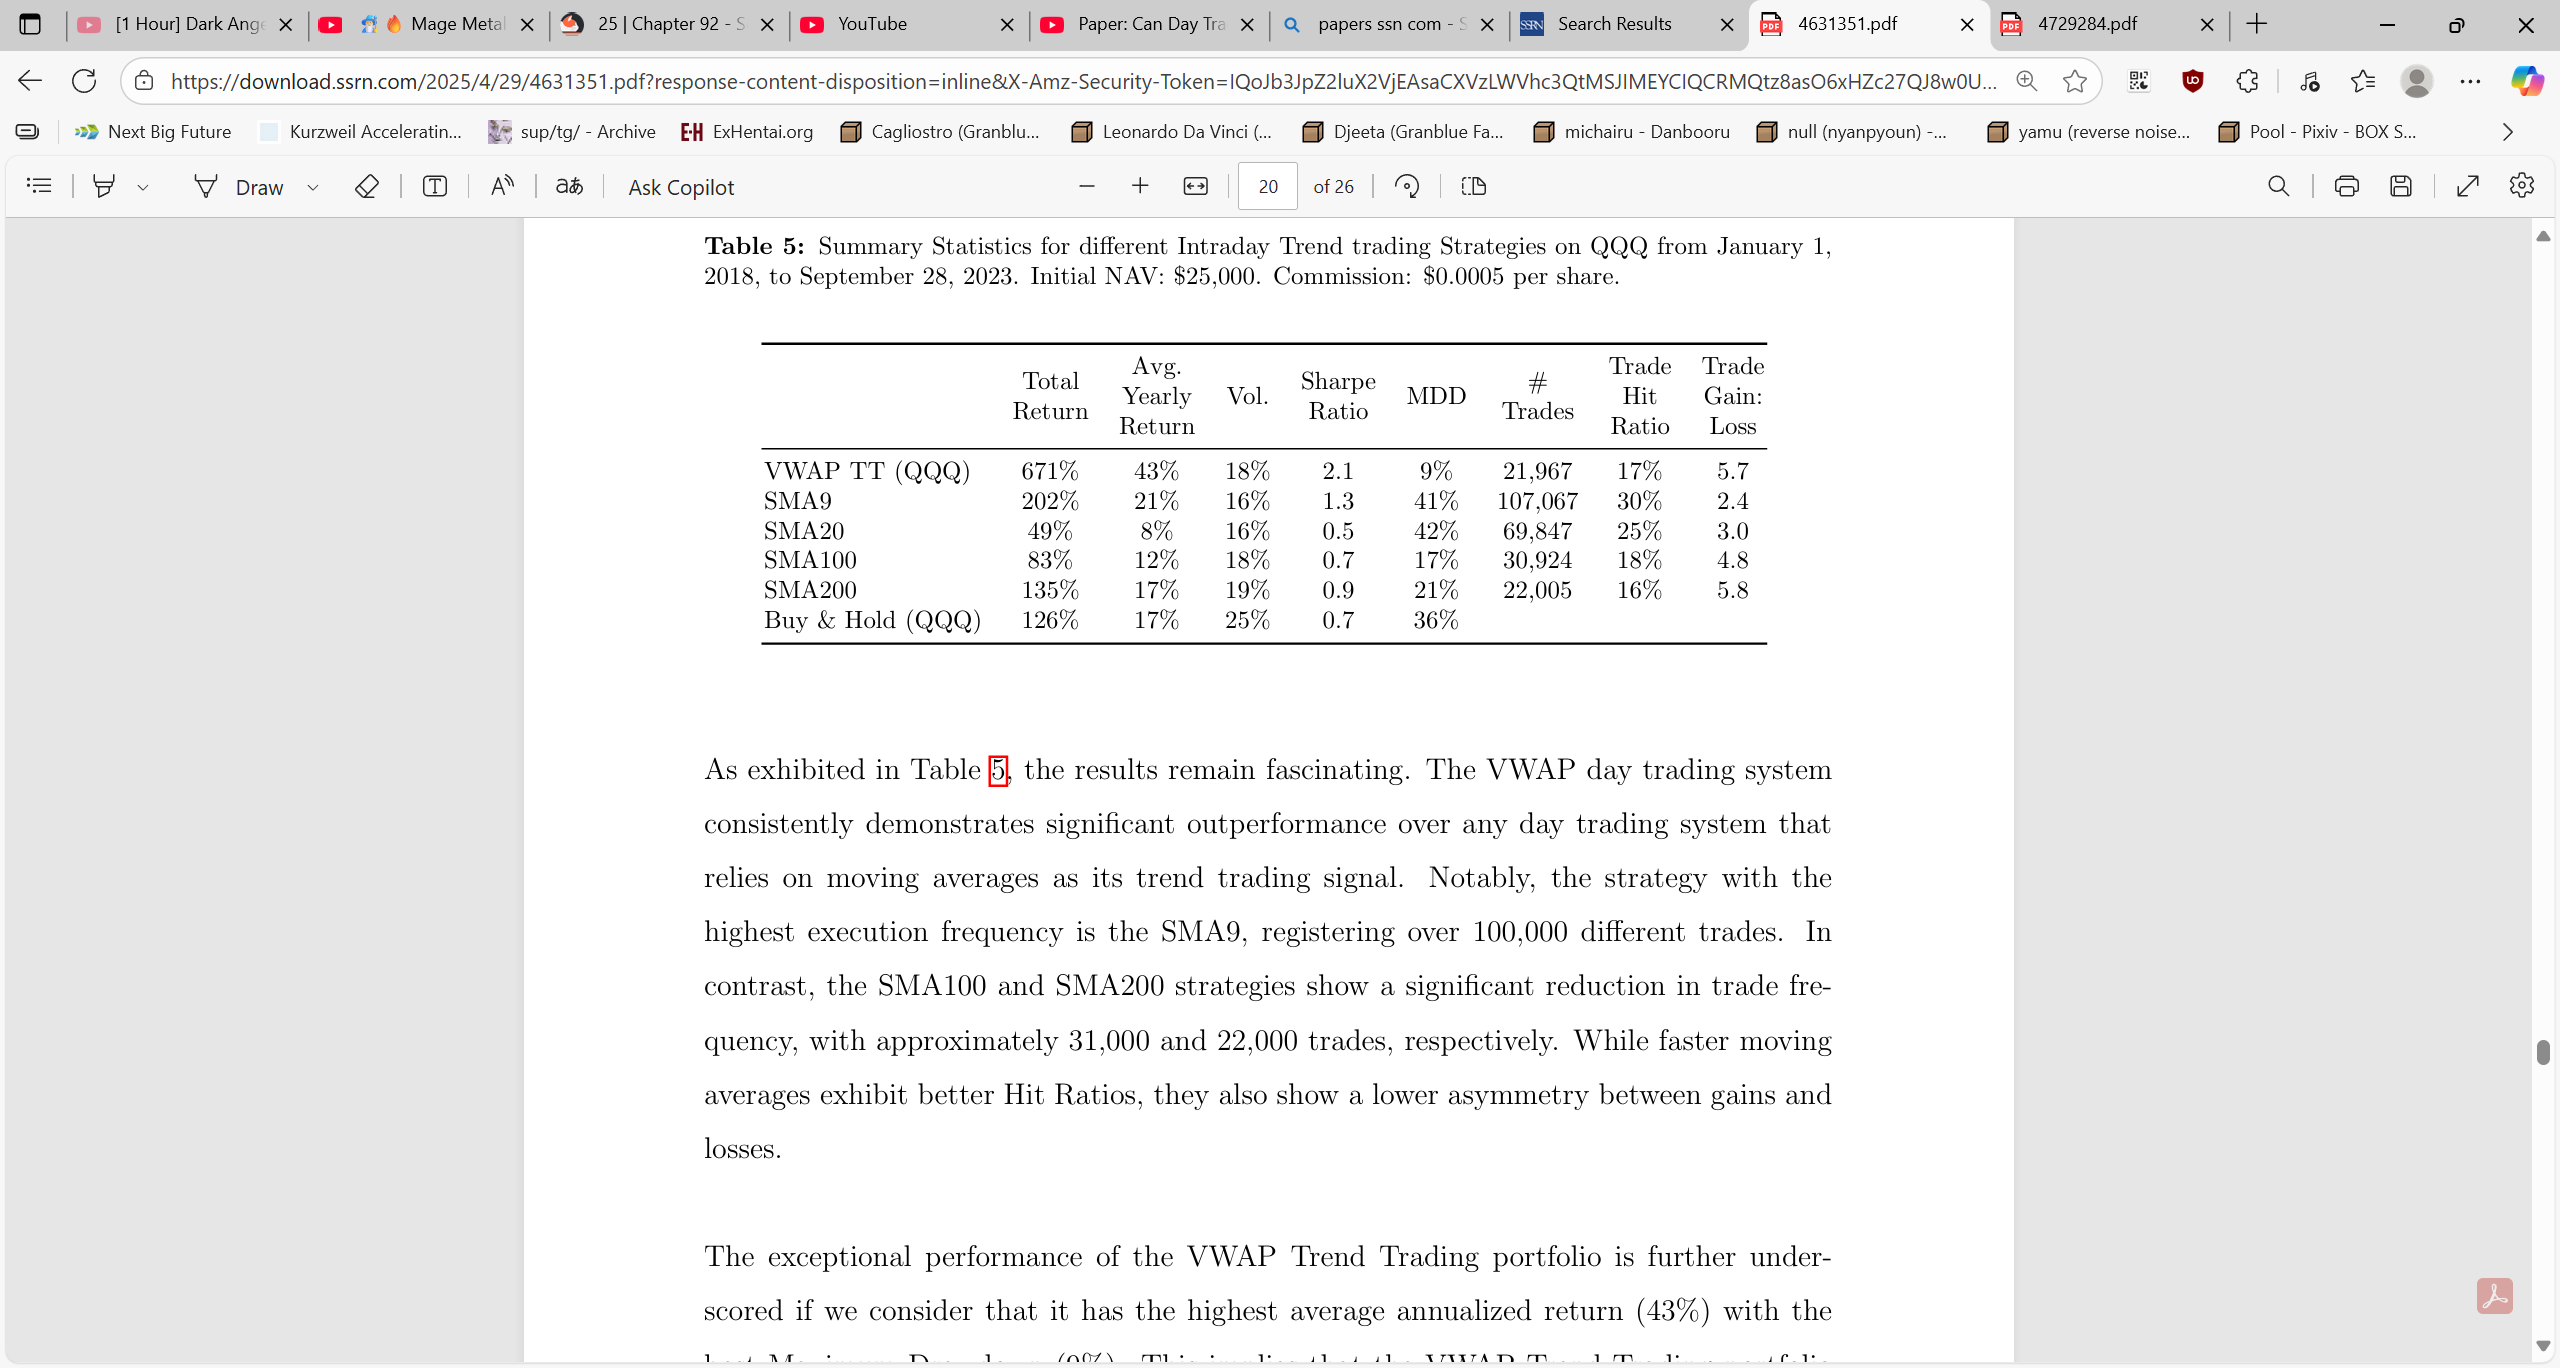 [1 Hour] Dark Ange
Mage Metal
25 | Chapter 92 - S
YouTube
Paper: Can Day Tra
papers ssn com - S
SSRN Search Results
PDF 4631351.pdf
PDF 4729284.pdf
https://download.ssrn.com/2025/4/29/4631351.pdf?response-content-disposition=inline&X-Amz-Security-Token=IQoJb3JpZ2luX2VjEAsaCXVzLWVhc3QtMSJIMEYCIQCRMQtz8asO6xHZc27QJ8w0U...
Next Big Future
Kurzweil Acceleratin...
sup/tg/ - Archive
E-H ExHentai.org
Cagliostro (Granblu...
Leonardo Da Vinci (...
Djeeta (Granblue Fa...
michairu - Danbooru
null (nyanpyoun) -...
yamu (reverse noise...
Pool - Pixiv - BOX S...
Draw
Ask Copilot
20 of 26
Table 5: Summary Statistics for different Intraday Trend trading Strategies on QQQ from January 1,
2018, to September 28, 2023. Initial NAV: $25,000. Commission: $0.0005 per share.
Total Return Avg. Yearly Return Vol. Sharpe Ratio MDD # Trades Trade Hit Ratio Trade Gain: Loss
VWAP TT (QQQ) 671% 43% 18% 2.1 9% 21,967 17% 5.7
SMA9 202% 21% 16% 1.3 41% 107,067 30% 2.4
SMA20 49% 8% 16% 0.5 42% 69,847 25% 3.0
SMA100 83% 12% 18% 0.7 17% 30,924 18% 4.8
SMA200 135% 17% 19% 0.9 21% 22,005 16% 5.8
Buy & Hold (QQQ) 126% 17% 25% 0.7 36%
As exhibited in Table 5, the results remain fascinating. The VWAP day trading system
consistently demonstrates significant outperformance over any day trading system that
relies on moving averages as its trend trading signal. Notably, the strategy with the
highest execution frequency is the SMA9, registering over 100,000 different trades. In
contrast, the SMA100 and SMA200 strategies show a significant reduction in trade fre-
quency, with approximately 31,000 and 22,000 trades, respectively. While faster moving
averages exhibit better Hit Ratios, they also show a lower asymmetry between gains and
losses.
The exceptional performance of the VWAP Trend Trading portfolio is further under-
scored if we consider that it has the highest average annualized return (43%) with the